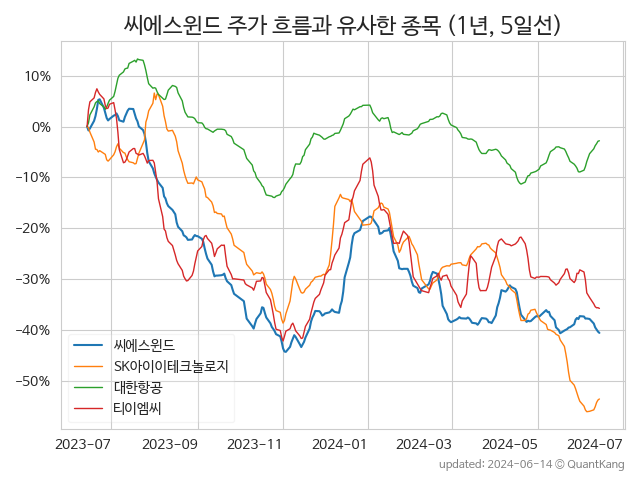 씨에스윈드 주가 흐름과 유사한 종목 (1년, 5일선)
10%
0%
−10%
−20%
−30%
−40%
−50%
씨에스윈드
SK아이이테크놀로지
대한항공
티이엠씨
2023-07 2023-09 2023-11 2024-01 2024-03 2024-05 2024-07
updated: 2024-06-14 © QuantKang